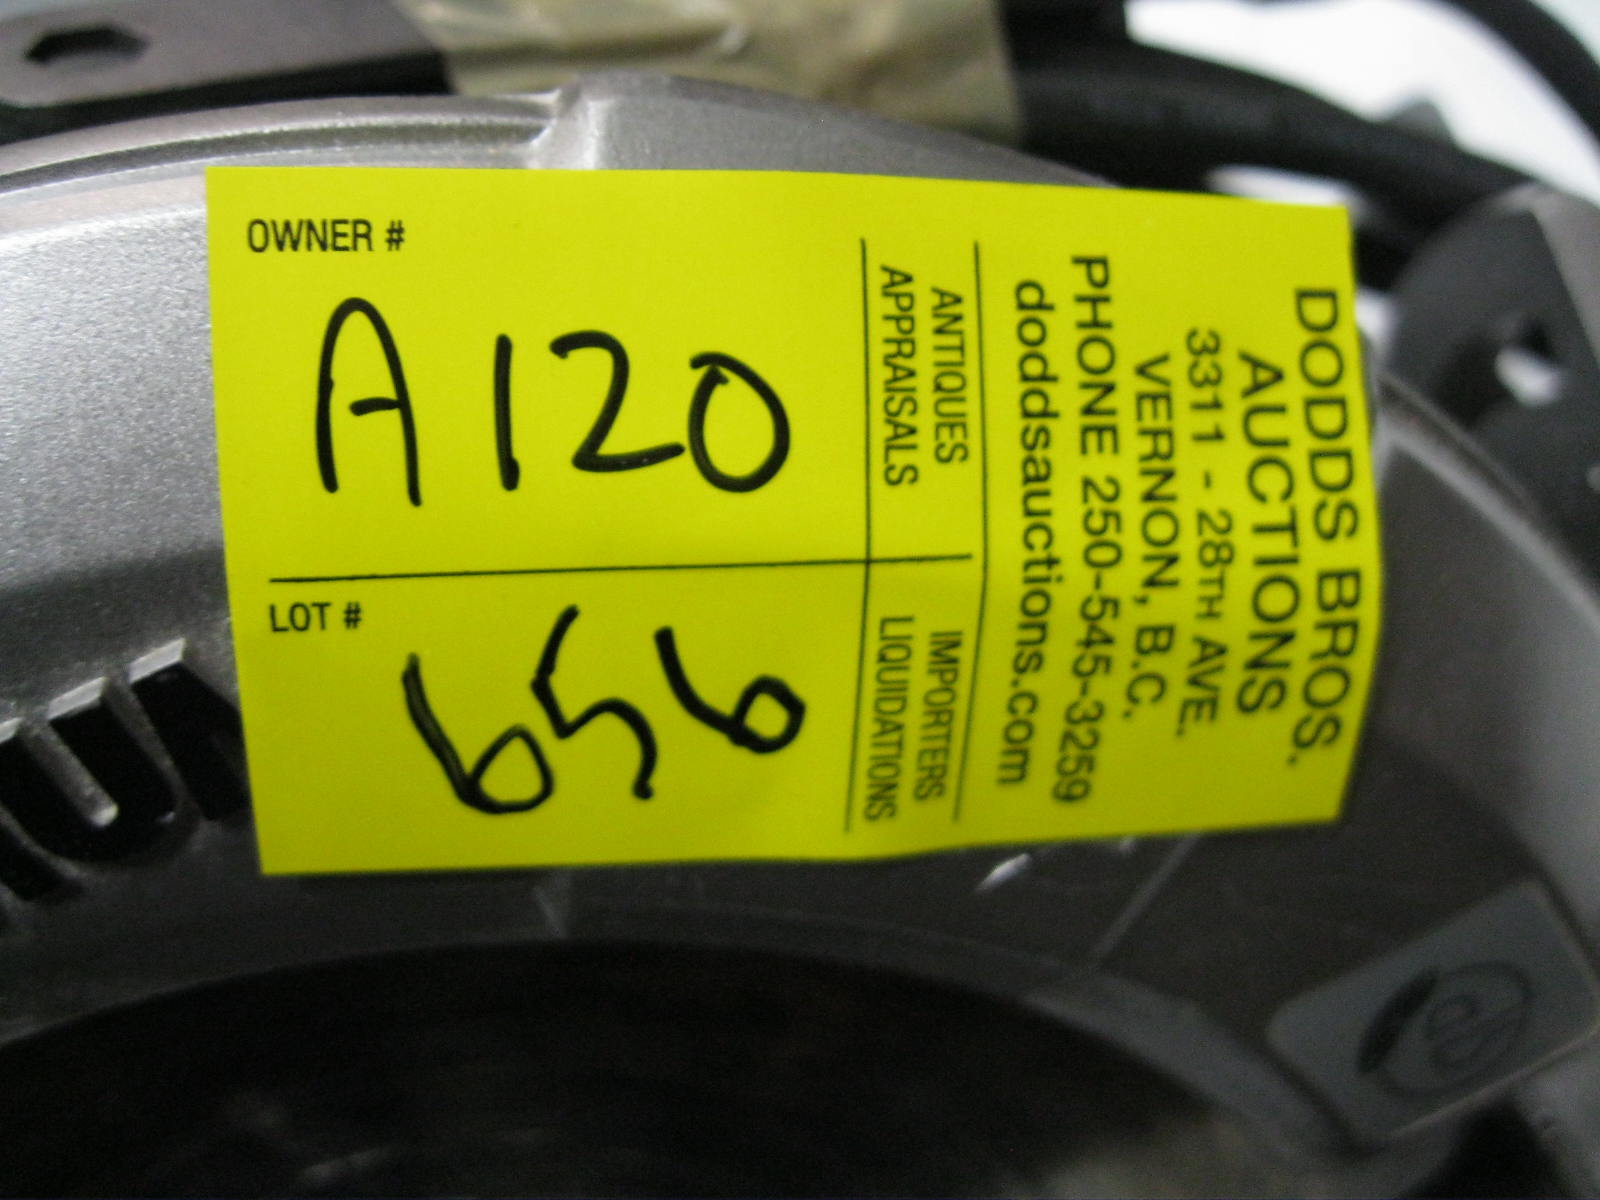 OWNER #
A120
LOT #
656
ANTIQUES
APPRAISALS
IMPORTERS
LIQUIDATIONS
DODDS BROS.
AUCTIONS
3311 - 28TH AVE.
VERNON, B.C.
PHONE 250-545-3259
doddsauctions.com